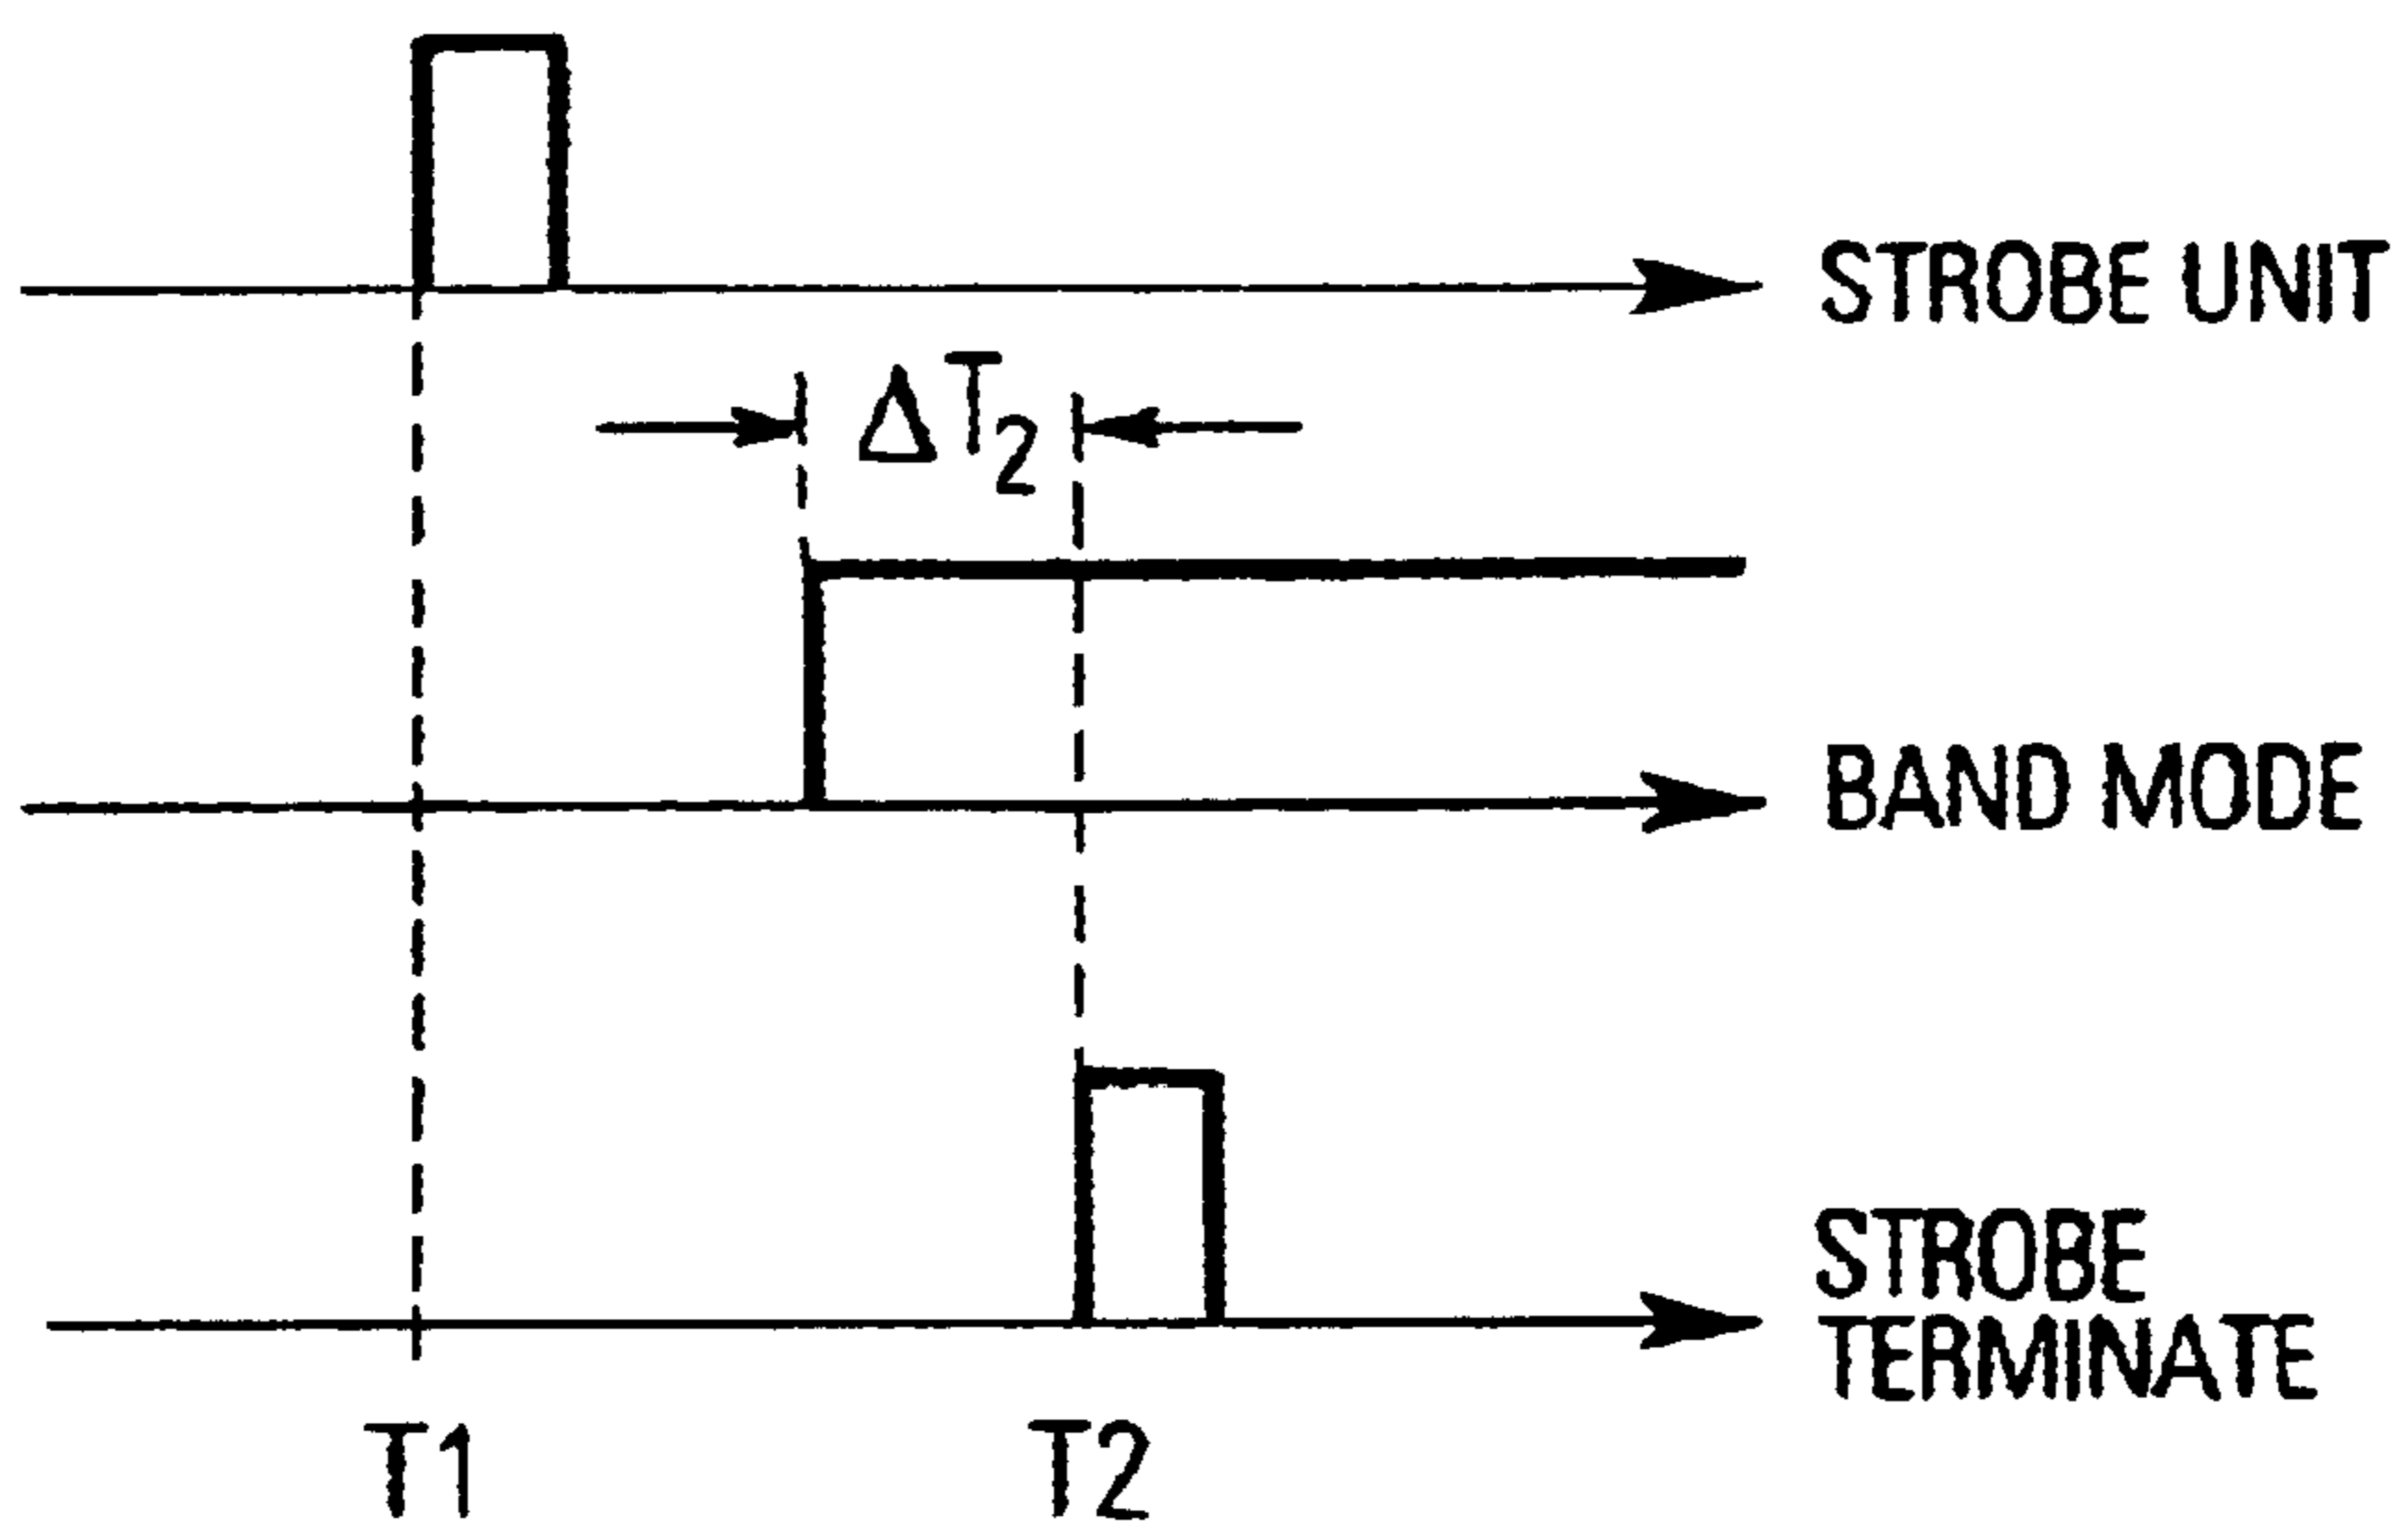 STROBE UNIT
ΔT2
BAND MODE
STROBE
TERMINATE
T1
T2